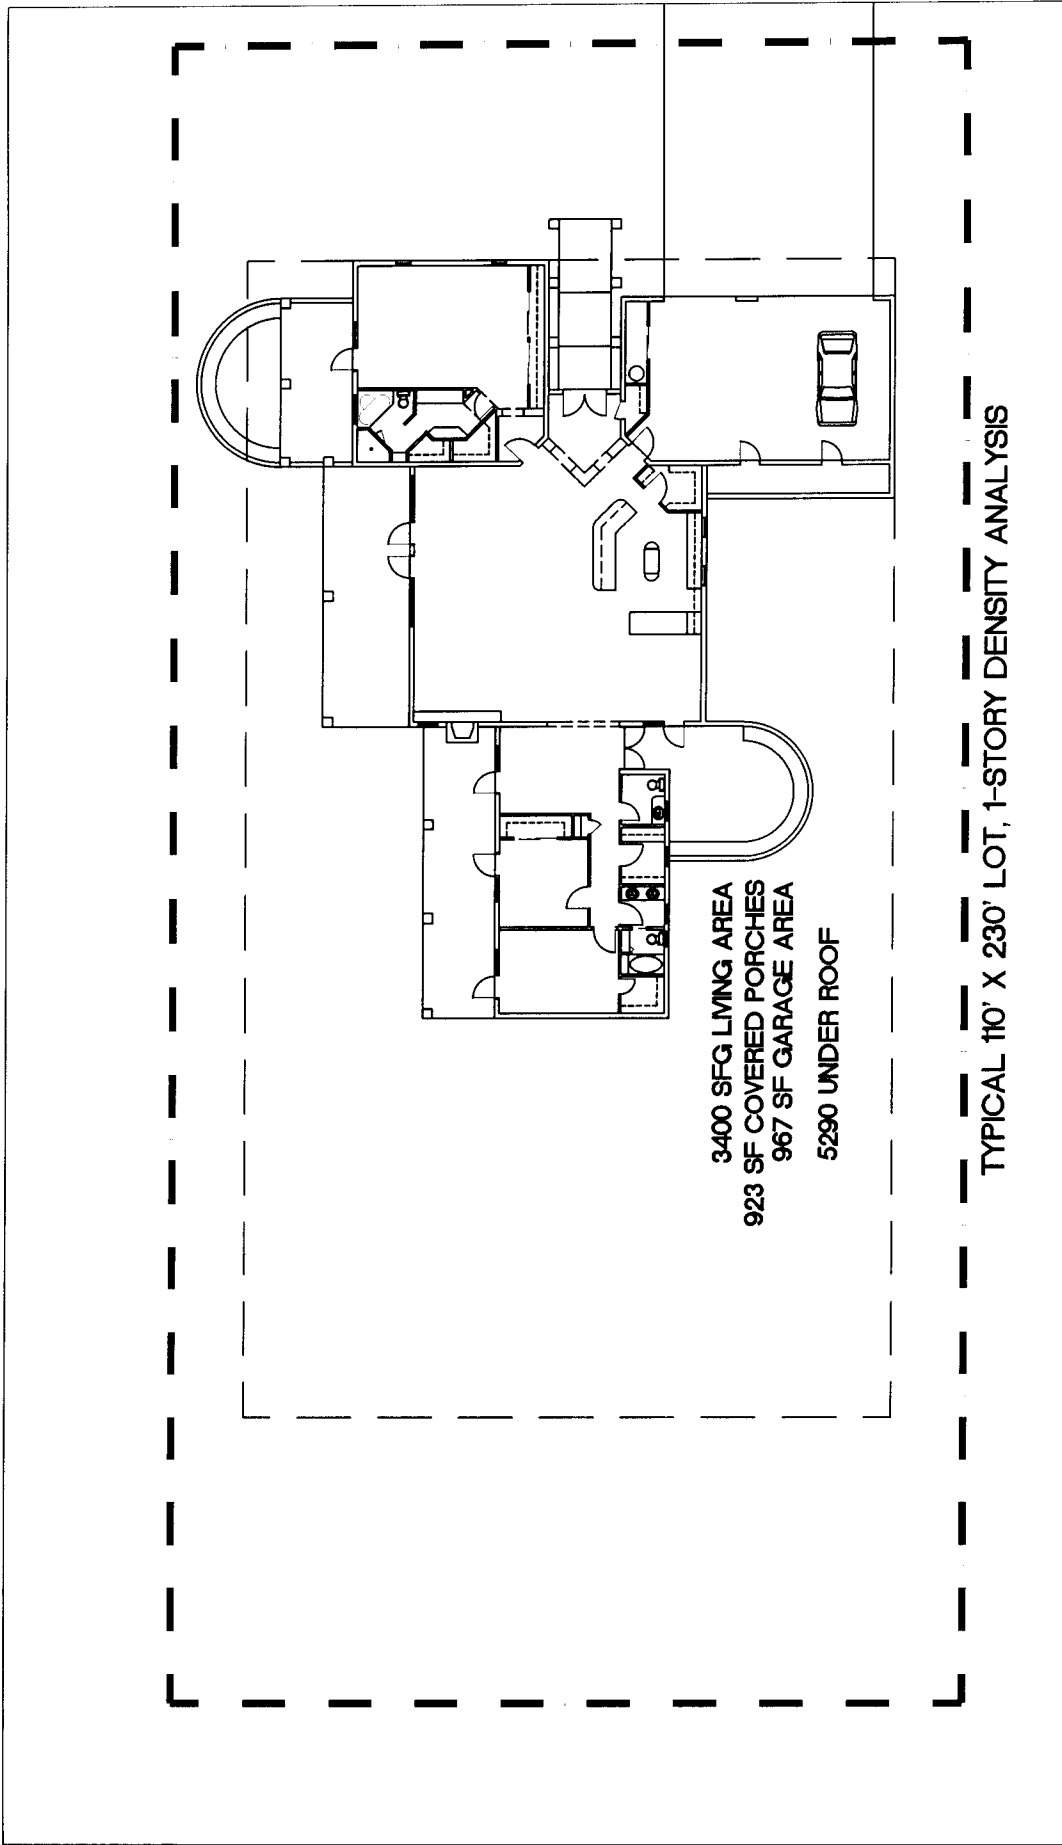 3400 SFG LIVING AREA
923 SF COVERED PORCHES
967 SF GARAGE AREA
5290 UNDER ROOF
TYPICAL 110' X 230' LOT, 1-STORY DENSITY ANALYSIS